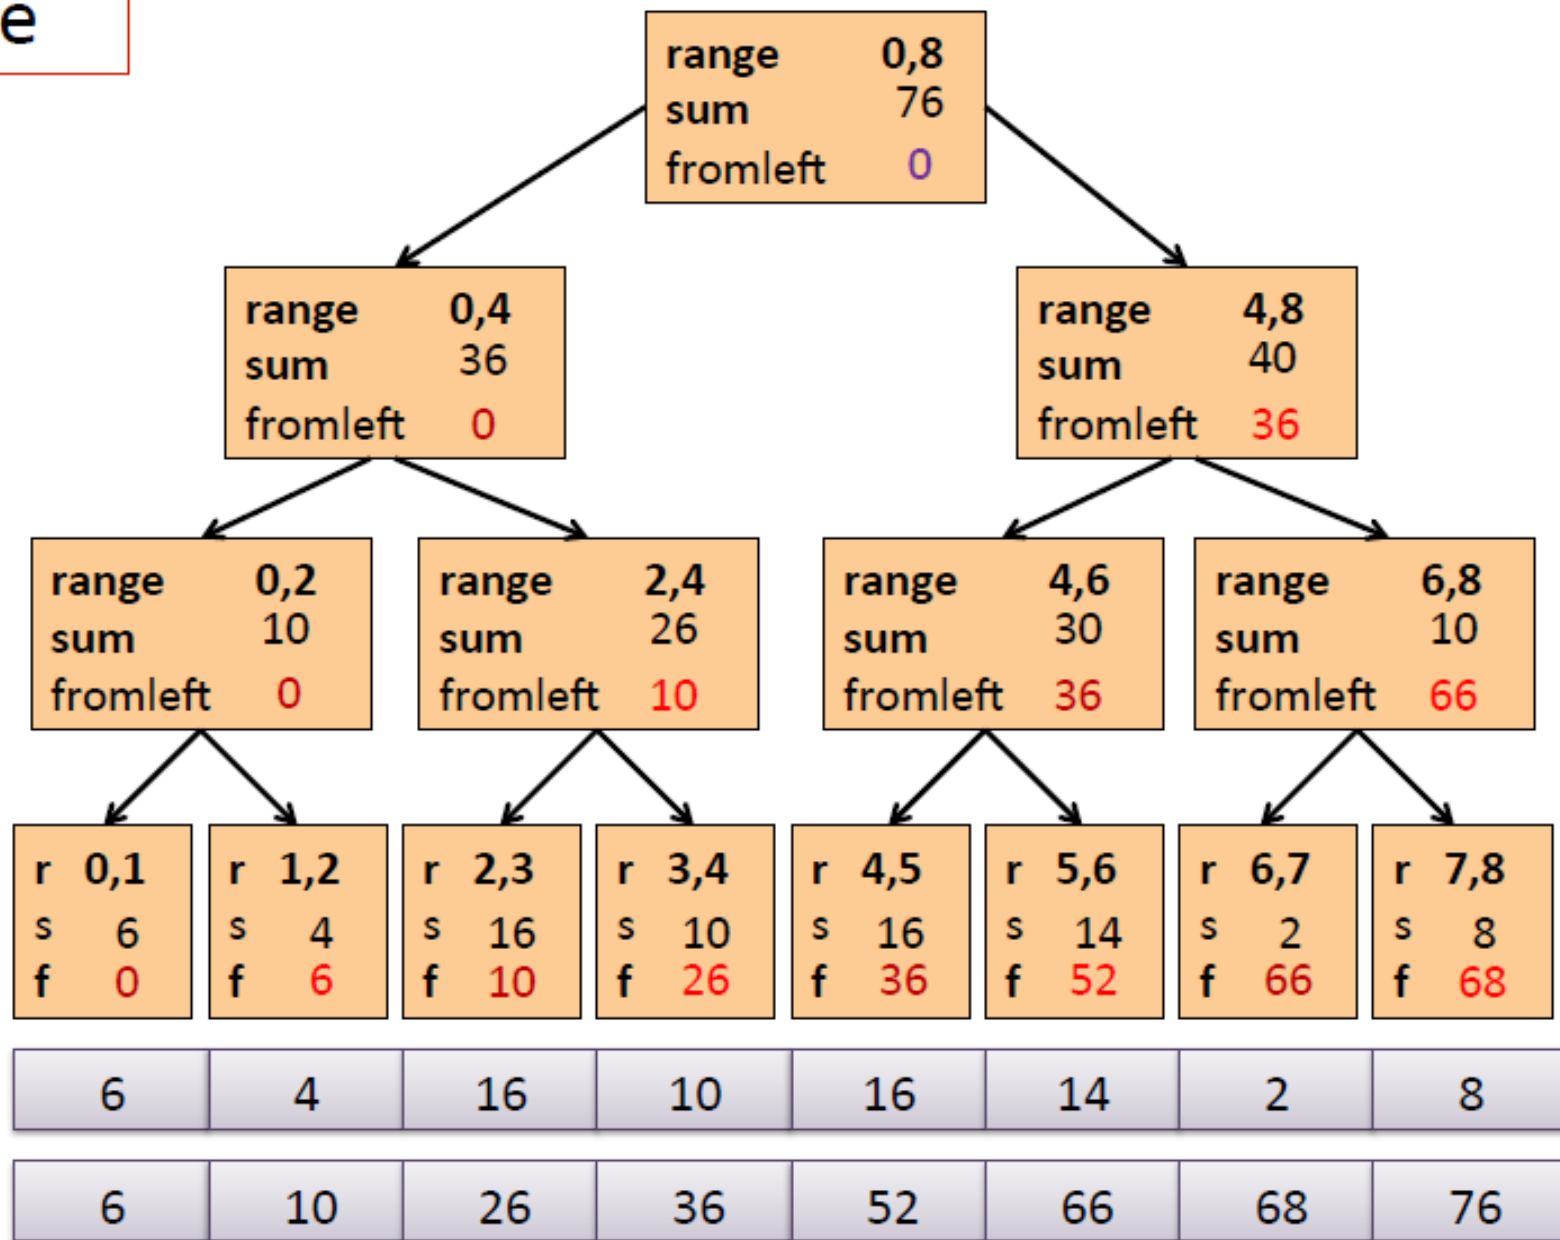 e
range 0,8
sum 76
fromleft 0
range 0,4
sum 36
fromleft 0
range 4,8
sum 40
fromleft 36
range 0,2
sum 10
fromleft 0
range 2,4
sum 26
fromleft 10
range 4,6
sum 30
fromleft 36
range 6,8
sum 10
fromleft 66
r 0,1
s 6
f 0
r 1,2
s 4
f 6
r 2,3
s 16
f 10
r 3,4
s 10
f 26
r 4,5
s 16
f 36
r 5,6
s 14
f 52
r 6,7
s 2
f 66
r 7,8
s 8
f 68
6 4 16 10 16 14 2 8
6 10 26 36 52 66 68 76